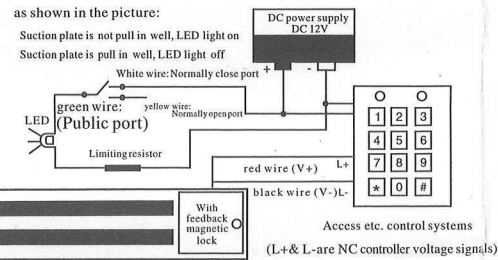 as shown in the picture:
Suction plate is not pull in well, LED light on
Suction plate is pull in well, LED light off
DC power supply
DC 12V
+ -
White wire: Normally close port
green wire:
(Public port)
yellow wire:
Normally open port
LED
Limiting resistor
1 2 3
4 5 6
7 8 9
* 0 #
red wire (V+) L+
black wire (V-)L-
With
feedback
magnetic
lock
Access etc. control systems
(L+& L-are NC controller voltage signals)